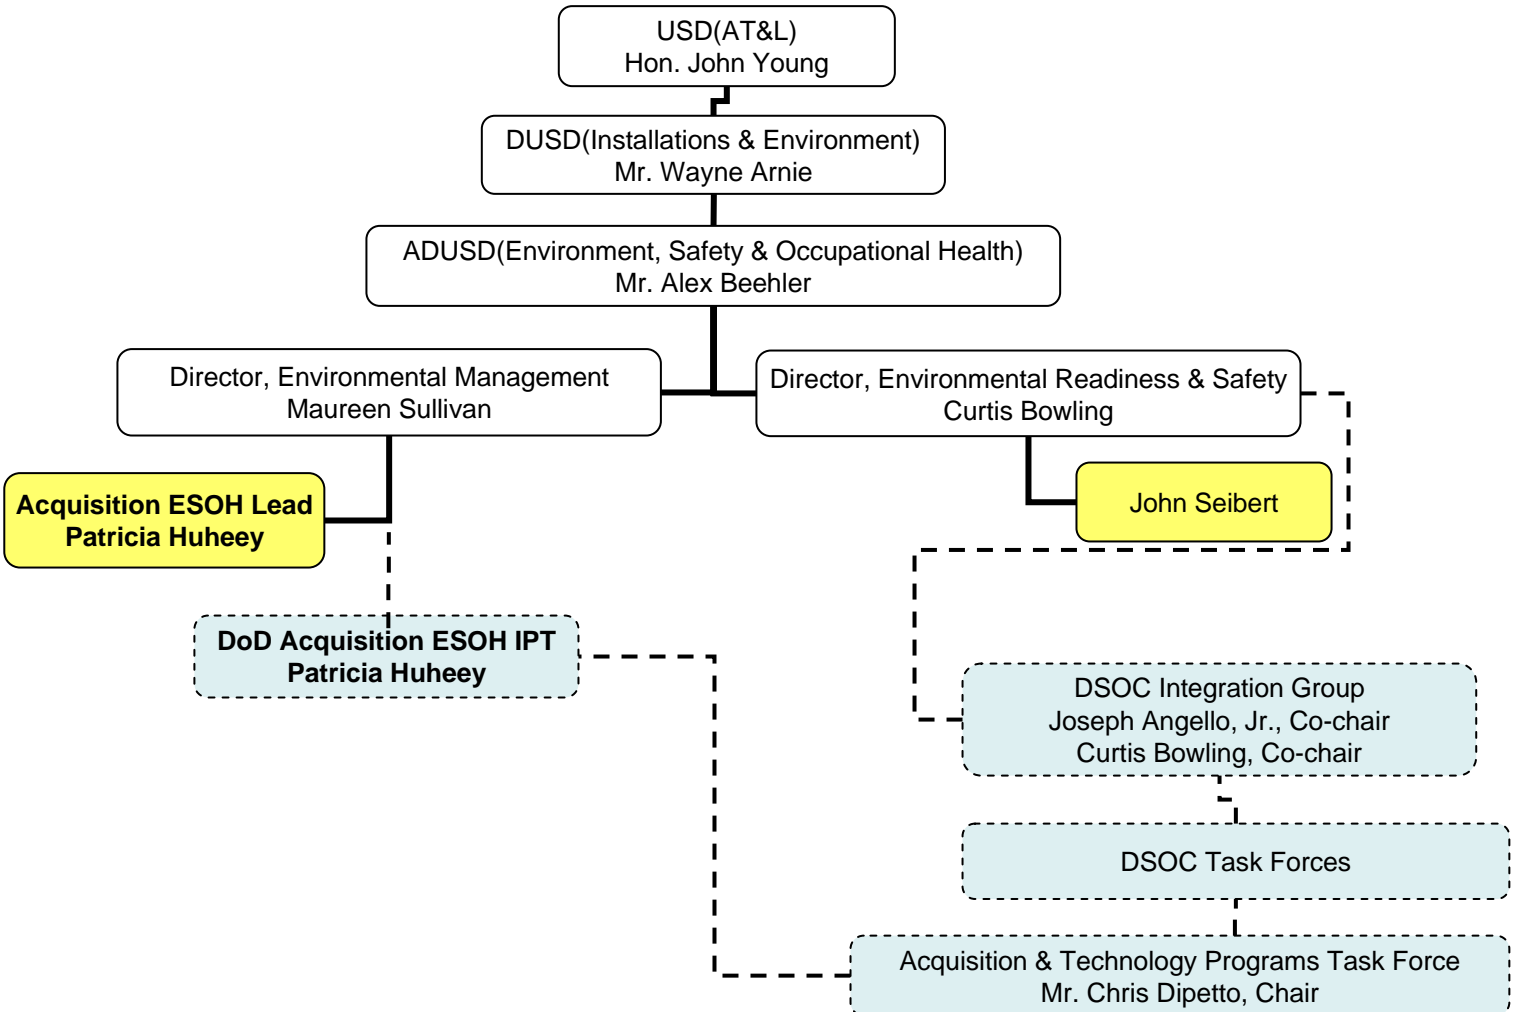 USD(AT&L)
Hon. John Young
DUSD(Installations & Environment)
Mr. Wayne Arnie
ADUSD(Environment, Safety & Occupational Health)
Mr. Alex Beehler
Director, Environmental Management
Maureen Sullivan
Director, Environmental Readiness & Safety
Curtis Bowling
Acquisition ESOH Lead
Patricia Huheey
John Seibert
DoD Acquisition ESOH IPT
Patricia Huheey
DSOC Integration Group
Joseph Angello, Jr., Co-chair
Curtis Bowling, Co-chair
DSOC Task Forces
Acquisition & Technology Programs Task Force
Mr. Chris Dipetto, Chair